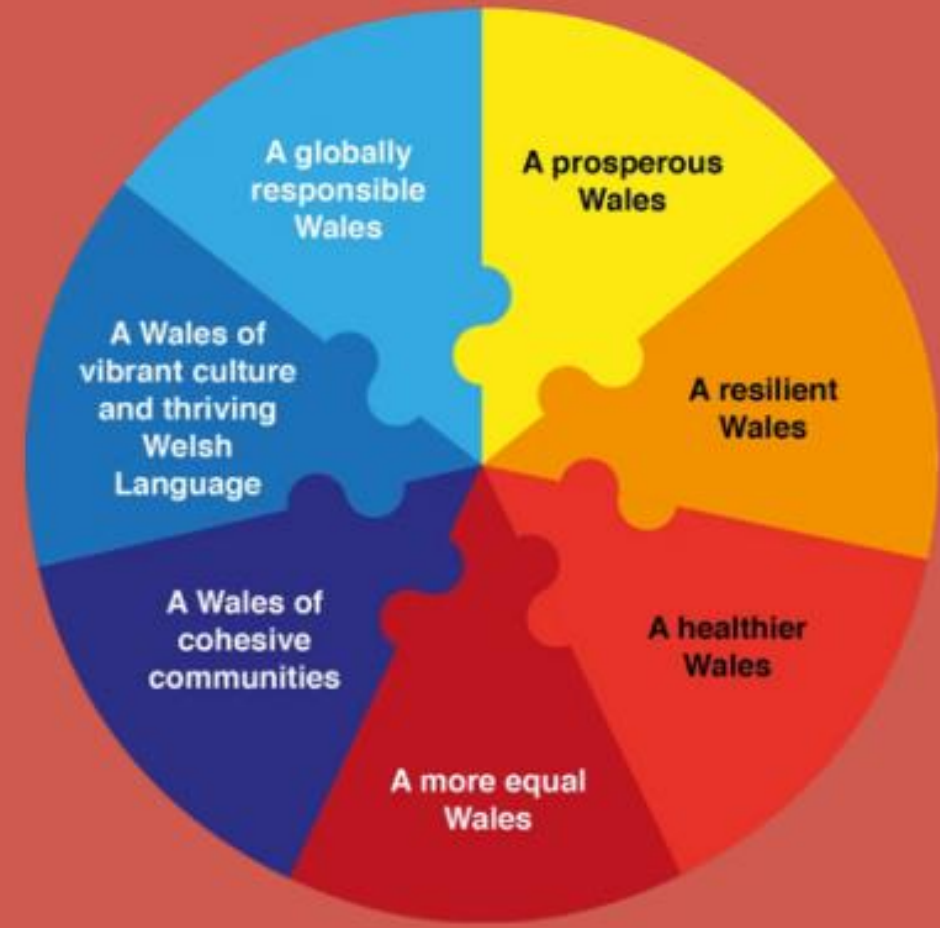 A globally
responsible
Wales
A prosperous
Wales
A resilient
Wales
A healthier
Wales
A more equal
Wales
A Wales of
cohesive
communities
A Wales of
vibrant culture
and thriving
Welsh
Language